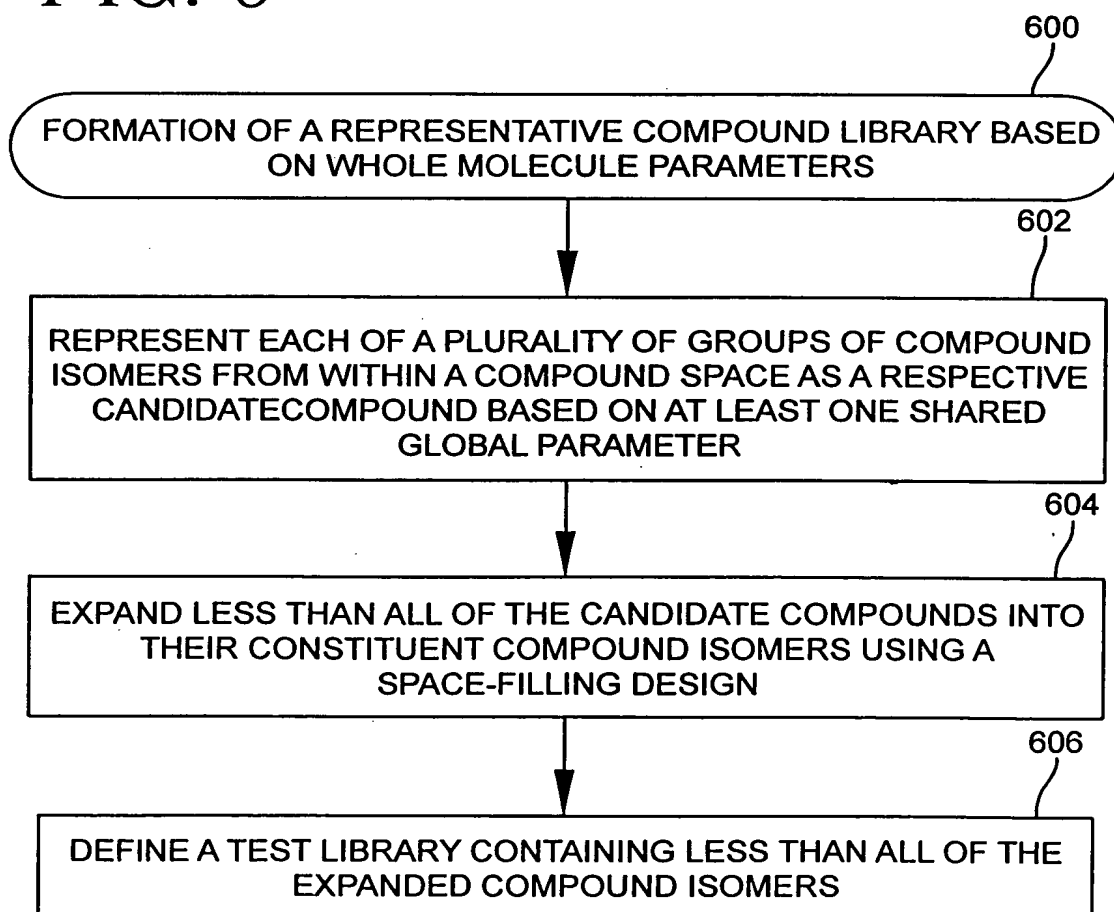 FIG. 6
600
FORMATION OF A REPRESENTATIVE COMPOUND LIBRARY BASED
ON WHOLE MOLECULE PARAMETERS
602
REPRESENT EACH OF A PLURALITY OF GROUPS OF COMPOUND
ISOMERS FROM WITHIN A COMPOUND SPACE AS A RESPECTIVE
CANDIDATECOMPOUND BASED ON AT LEAST ONE SHARED
GLOBAL PARAMETER
604
EXPAND LESS THAN ALL OF THE CANDIDATE COMPOUNDS INTO
THEIR CONSTITUENT COMPOUND ISOMERS USING A
SPACE-FILLING DESIGN
606
DEFINE A TEST LIBRARY CONTAINING LESS THAN ALL OF THE
EXPANDED COMPOUND ISOMERS